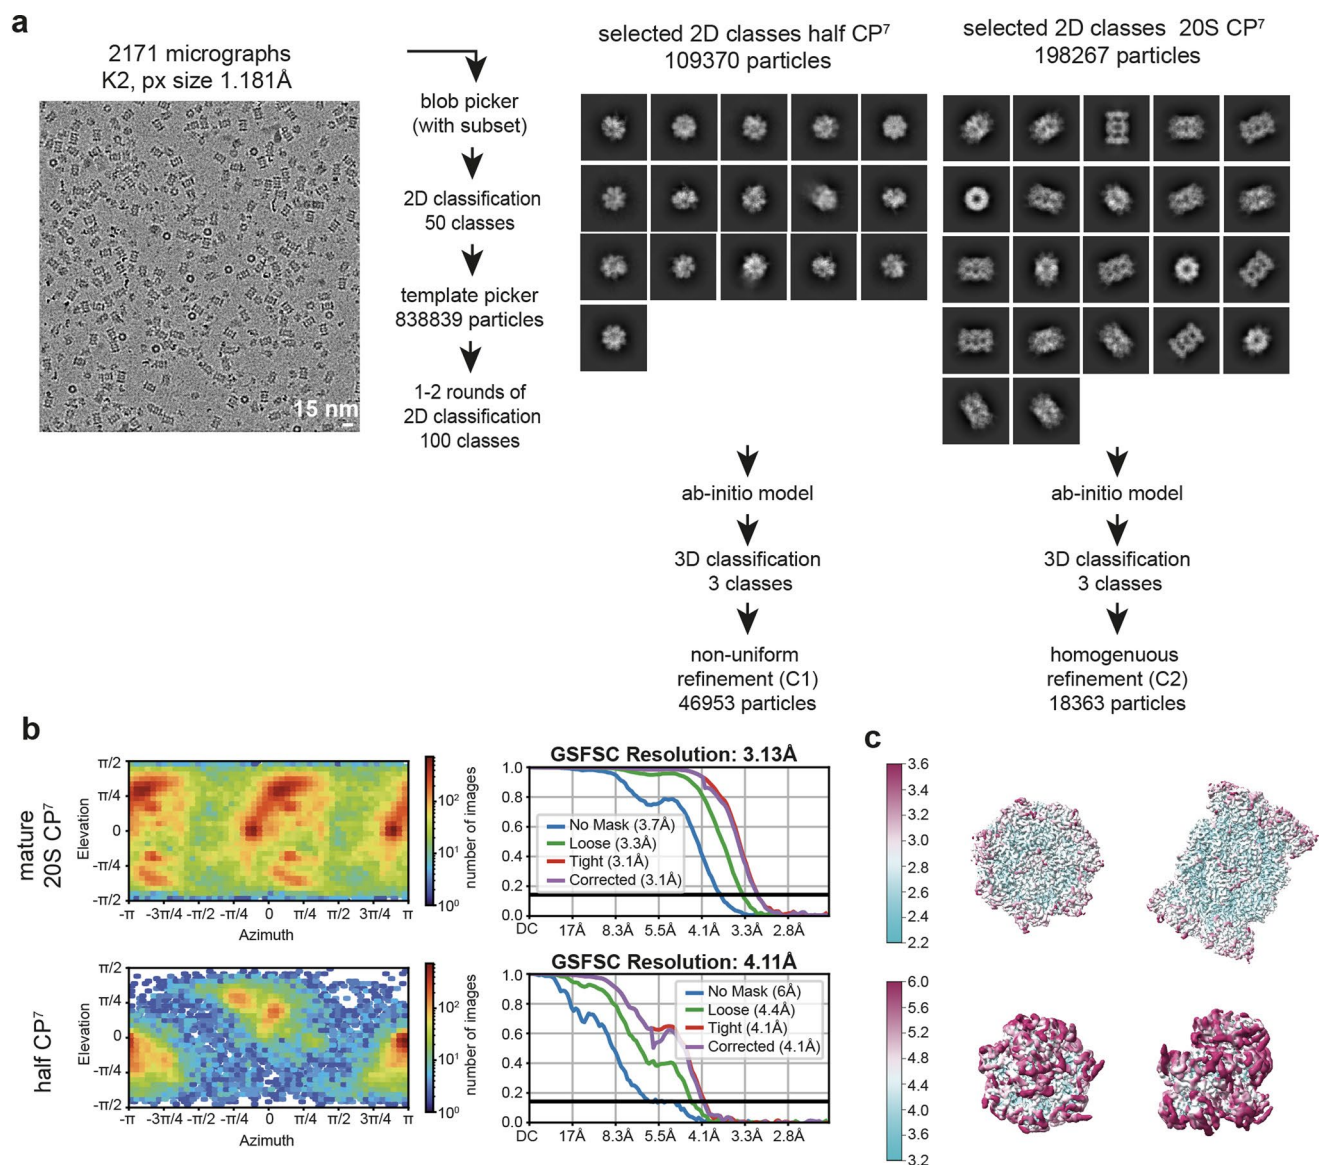 a
2171 micrographs
K2, px size 1.181Å
15 nm
blob picker
(with subset)
2D classification
50 classes
template picker
838839 particles
1-2 rounds of
2D classification
100 classes
selected 2D classes half CP⁷
109370 particles
ab-initio model
3D classification
3 classes
non-uniform
refinement (C1)
46953 particles
selected 2D classes 20S CP⁷
198267 particles
ab-initio model
3D classification
3 classes
homogenuous
refinement (C2)
18363 particles
b
mature
20S CP⁷
Elevation
π/2
π/4
0
-π/4
-π/2
-π -3π/4 -π/2 -π/4 0 π/4 π/2 3π/4 π
Azimuth
10²
10¹
10⁰
number of images
GSFSC Resolution: 3.13Å
1.0
0.8
0.6
0.4
0.2
0.0
No Mask (3.7Å)
Loose (3.3Å)
Tight (3.1Å)
Corrected (3.1Å)
DC 17Å 8.3Å 5.5Å 4.1Å 3.3Å 2.8Å
half CP⁷
Elevation
π/2
π/4
0
-π/4
-π/2
-π -3π/4 -π/2 -π/4 0 π/4 π/2 3π/4 π
Azimuth
10²
10¹
10⁰
number of images
GSFSC Resolution: 4.11Å
1.0
0.8
0.6
0.4
0.2
0.0
No Mask (6Å)
Loose (4.4Å)
Tight (4.1Å)
Corrected (4.1Å)
DC 17Å 8.3Å 5.5Å 4.1Å 3.3Å 2.8Å
c
3.6
3.4
3.2
3.0
2.8
2.6
2.4
2.2
6.0
5.6
5.2
4.8
4.4
4.0
3.6
3.2